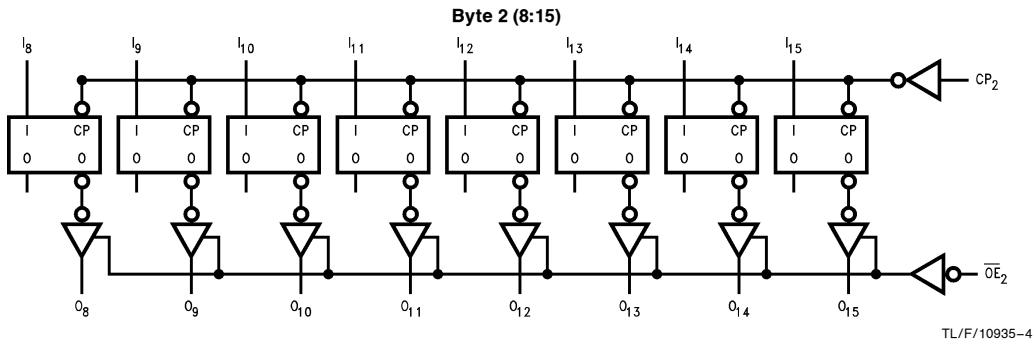 Byte 2 (8:15)
I8 I9 I10 I11 I12 I13 I14 I15
CP2
I CP I CP I CP I CP I CP I CP I CP I CP
O O O O O O O O O O O O O O O O
OE2
O8 O9 O10 O11 O12 O13 O14 O15
TL/F/10935–4